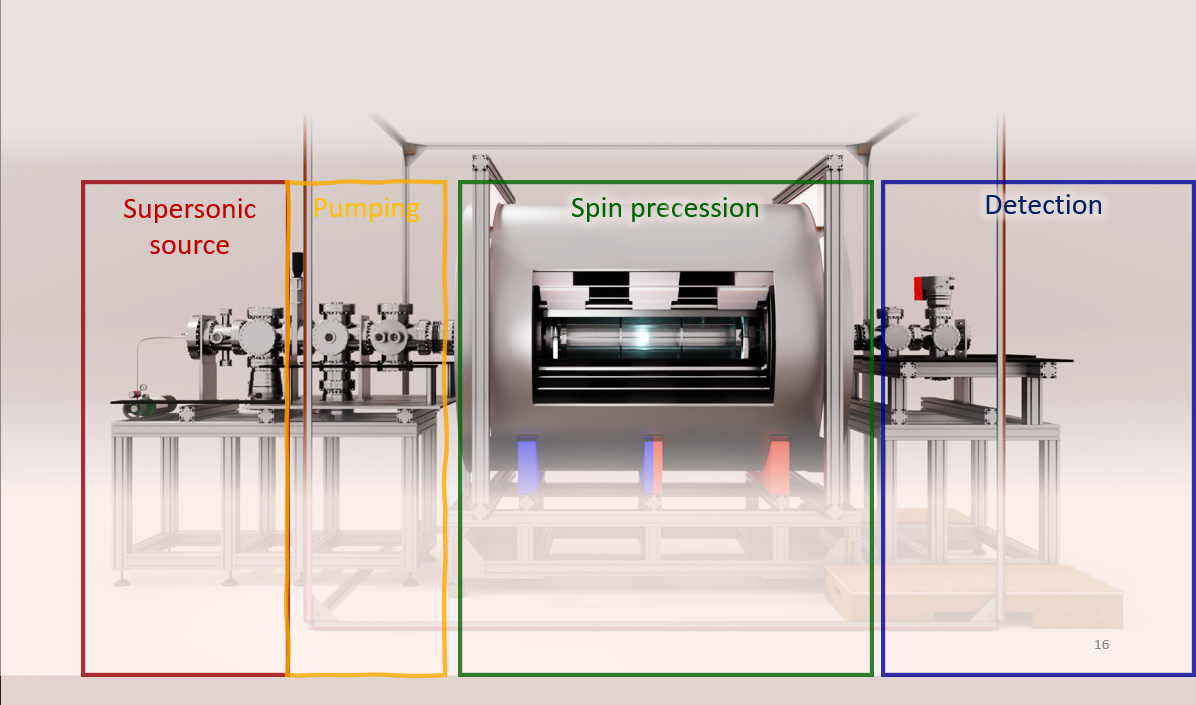 Supersonic
source
Pumping
Spin precession
Detection
16